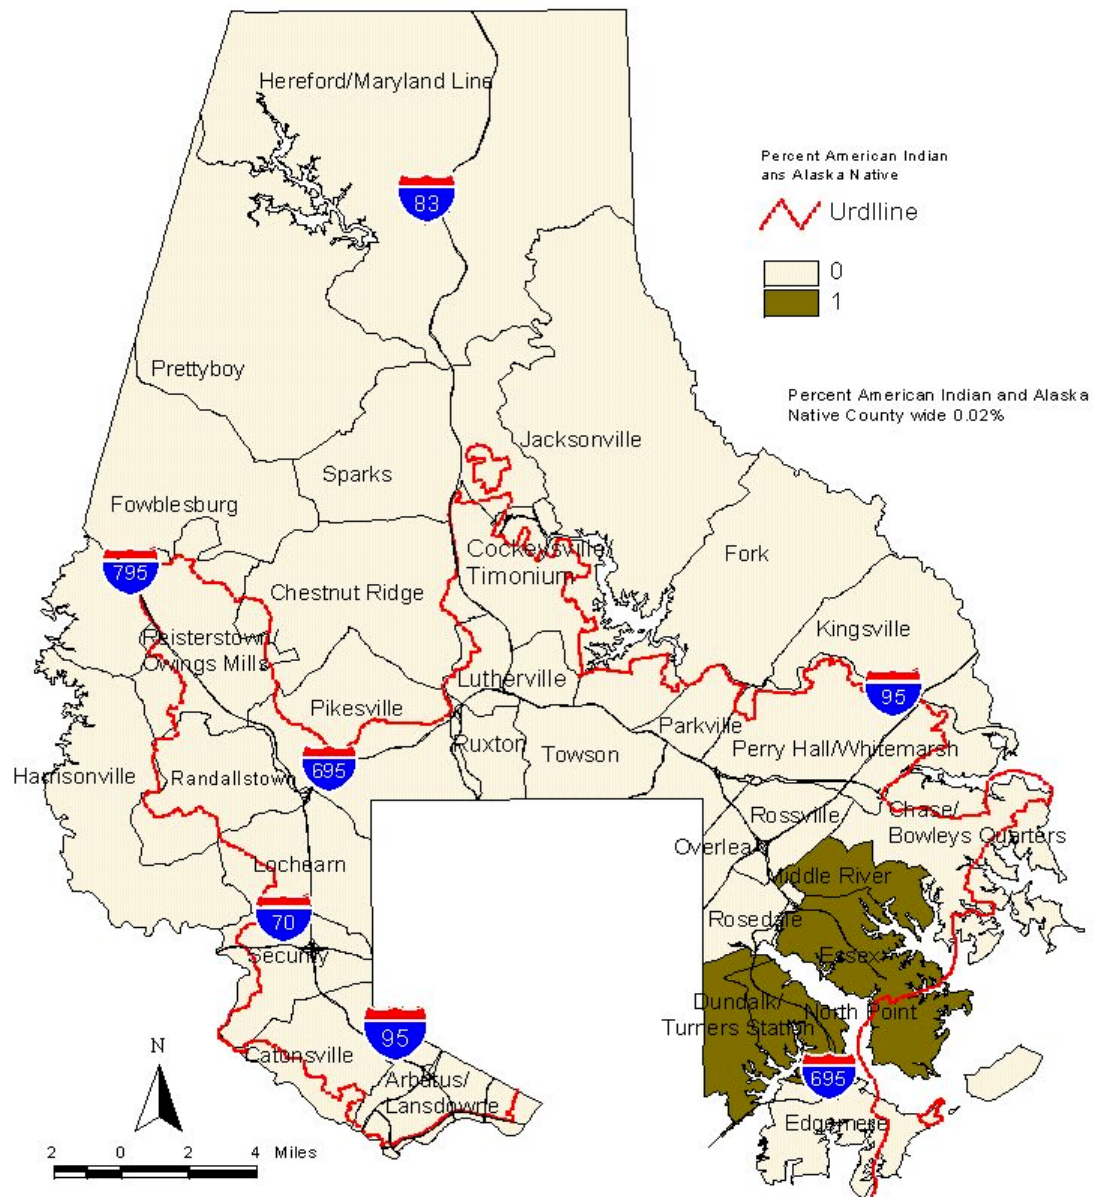 Hereford/Maryland Line
Percent American Indian
ans Alaska Native
Urdlline
83
0
1
Prettyboy
Percent American Indian and Alaska
Native County wide 0.02%
Jacksonville
Sparks
Fowblesburg
Cockeysville/
Timonium
Fork
795
Chestnut Ridge
Kingsville
Reisterstown/
Owings Mills
Lutherville
95
Pikesville
Parkville
Ruxton
Towson
Perry Hall/Whitemarsh
Harrisonville
Randallstown
695
Chase/
Bowleys Quarters
Rossville
Overlea
Lochearn
Middle River
70
Rosedale
Security
Essex
Dundalk/
Turners Station
North Point
95
Catonsville
N
695
Arbutus/
Lansdowne
Edgemere
2 0 2 4 Miles